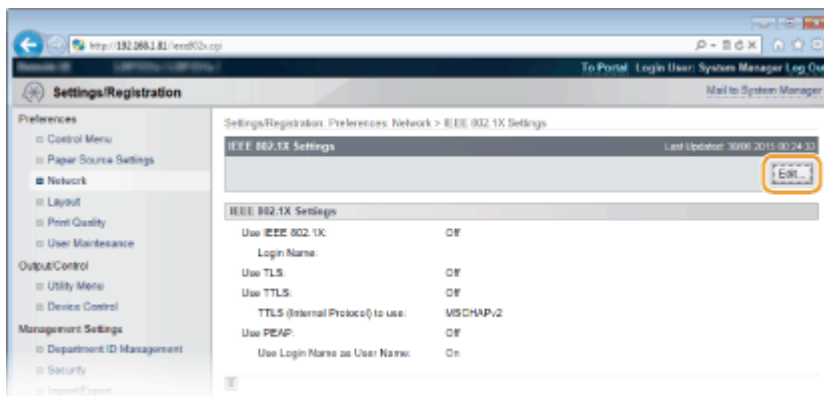 http://192.168.1.81/ieee802x.cgi
To Portal Login User: System Manager Log Ou
Settings/Registration
Mail to System Manager
Preferences
Control Menu
Paper Source Settings
Network
Layout
Print Quality
User Maintenance
Output/Control
Utility Menu
Device Control
Management Settings
Department ID Management
Security
Import/Export
Settings/Registration: Preferences: Network > IEEE 802.1X Settings
IEEE 802.1X Settings
Last Updated: 30/06 2015 00:24:33
Edit...
IEEE 802.1X Settings
Use IEEE 802.1X: Off
Login Name:
Use TLS: Off
Use TTLS: Off
TTLS (Internal Protocol) to use: MSCHAPv2
Use PEAP: Off
Use Login Name as User Name: On